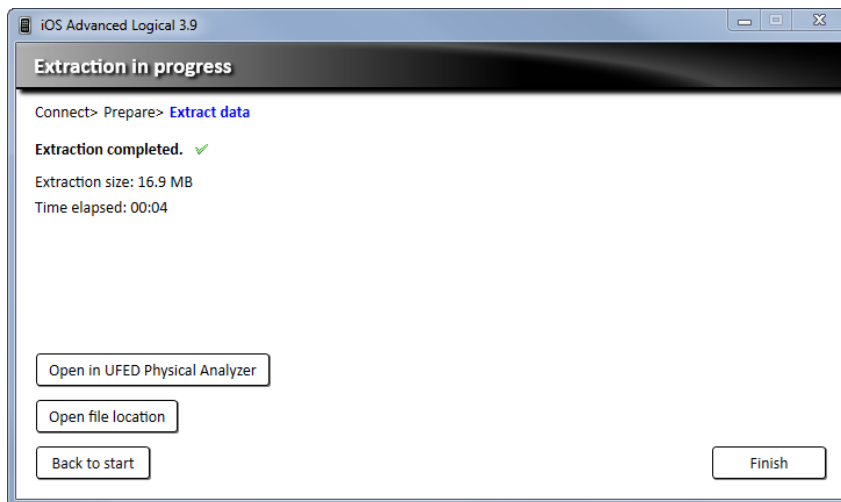 iOS Advanced Logical 3.9
Extraction in progress
Connect> Prepare> Extract data
Extraction completed.
Extraction size: 16.9 MB
Time elapsed: 00:04
Open in UFED Physical Analyzer
Open file location
Back to start
Finish